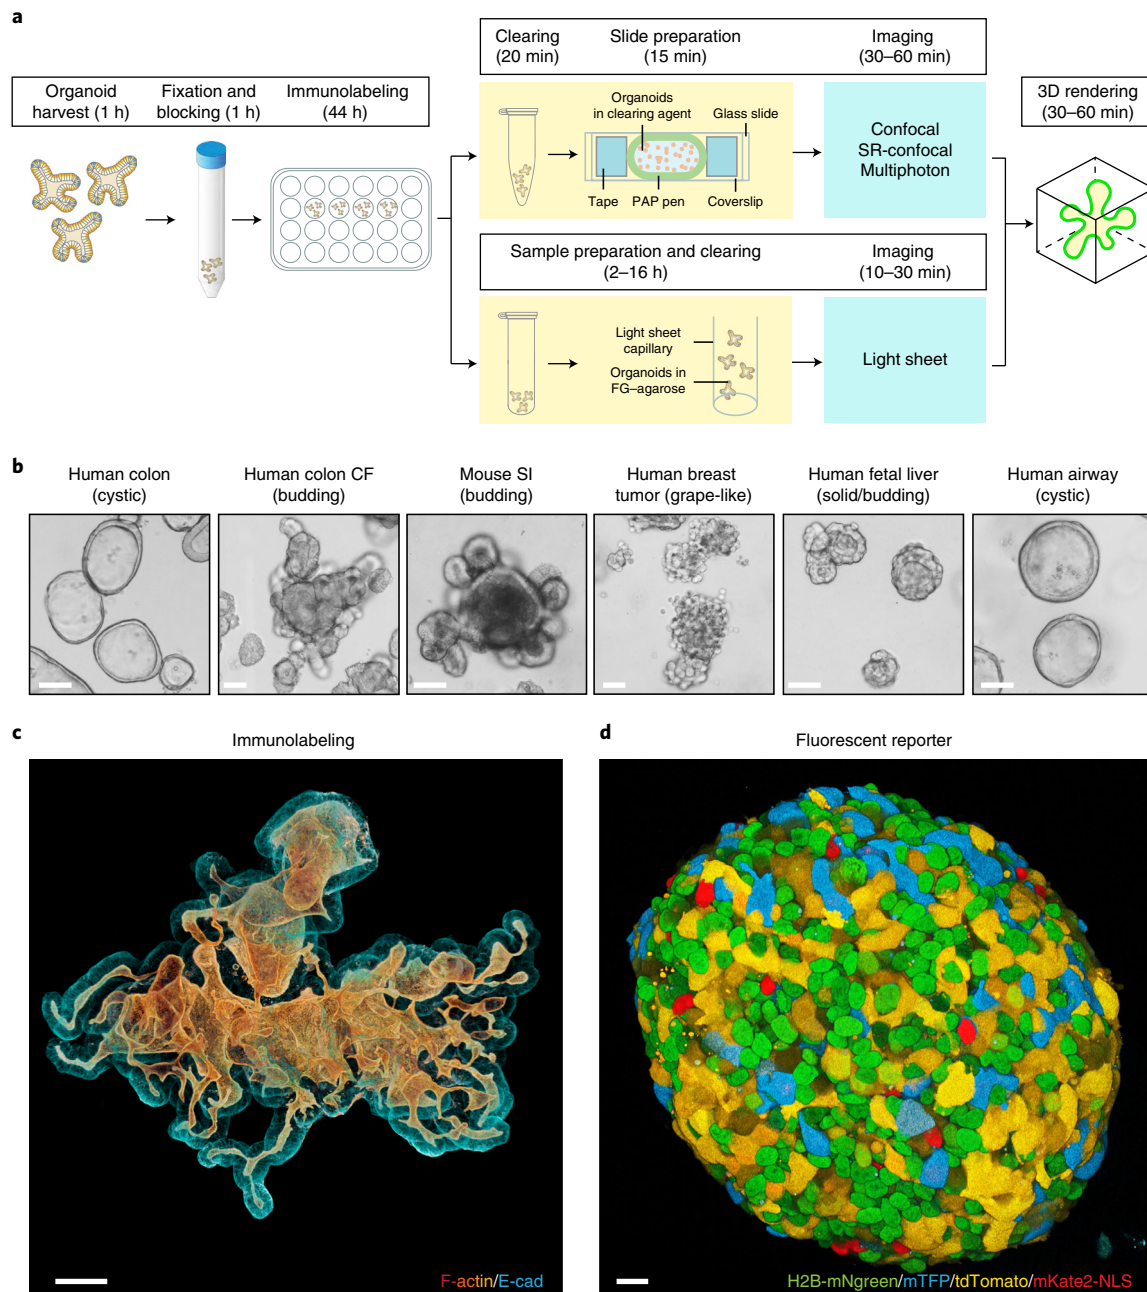 a
Organoid
harvest (1 h)
Fixation and
blocking (1 h)
Immunolabeling
(44 h)
Clearing
(20 min)
Slide preparation
(15 min)
Imaging
(30–60 min)
Organoids
in clearing agent
Glass slide
Tape
PAP pen
Coverslip
Confocal
SR-confocal
Multiphoton
Sample preparation and clearing
(2–16 h)
Imaging
(10–30 min)
Light sheet
capillary
Organoids in
FG–agarose
Light sheet
3D rendering
(30–60 min)
b
Human colon
(cystic)
Human colon CF
(budding)
Mouse SI
(budding)
Human breast
tumor (grape-like)
Human fetal liver
(solid/budding)
Human airway
(cystic)
c
Immunolabeling
F-actin/E-cad
d
Fluorescent reporter
H2B-mNgreen/mTFP/tdTomato/mKate2-NLS